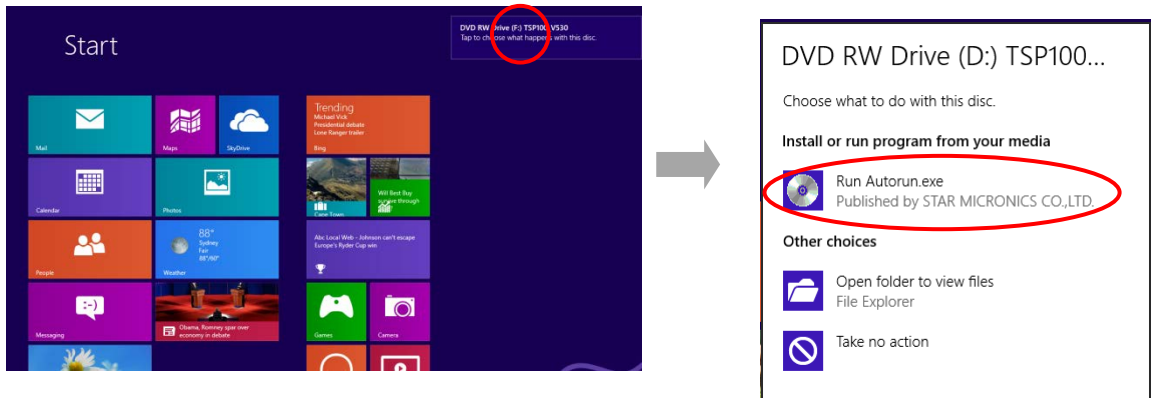 Start
DVD RW Drive (F:) TSP100 V530
Tap to choose what happens with this disc.
Mail
Maps
SkyDrive
Trending
Michael Vick
Presidential debate
Lone Ranger trailer
Bing
Calendar
Photos
Cape Town
Will Best Buy
survive through
People
88°
Sydney
Fair
88°/60°
Weather
Abc Local Web - Johnson can't escape
Europe's Ryder Cup win
Messaging
Obama, Romney spar over
economy in debate
Games
Camera
DVD RW Drive (D:) TSP100...
Choose what to do with this disc.
Install or run program from your media
Run Autorun.exe
Published by STAR MICRONICS CO.,LTD.
Other choices
Open folder to view files
File Explorer
Take no action